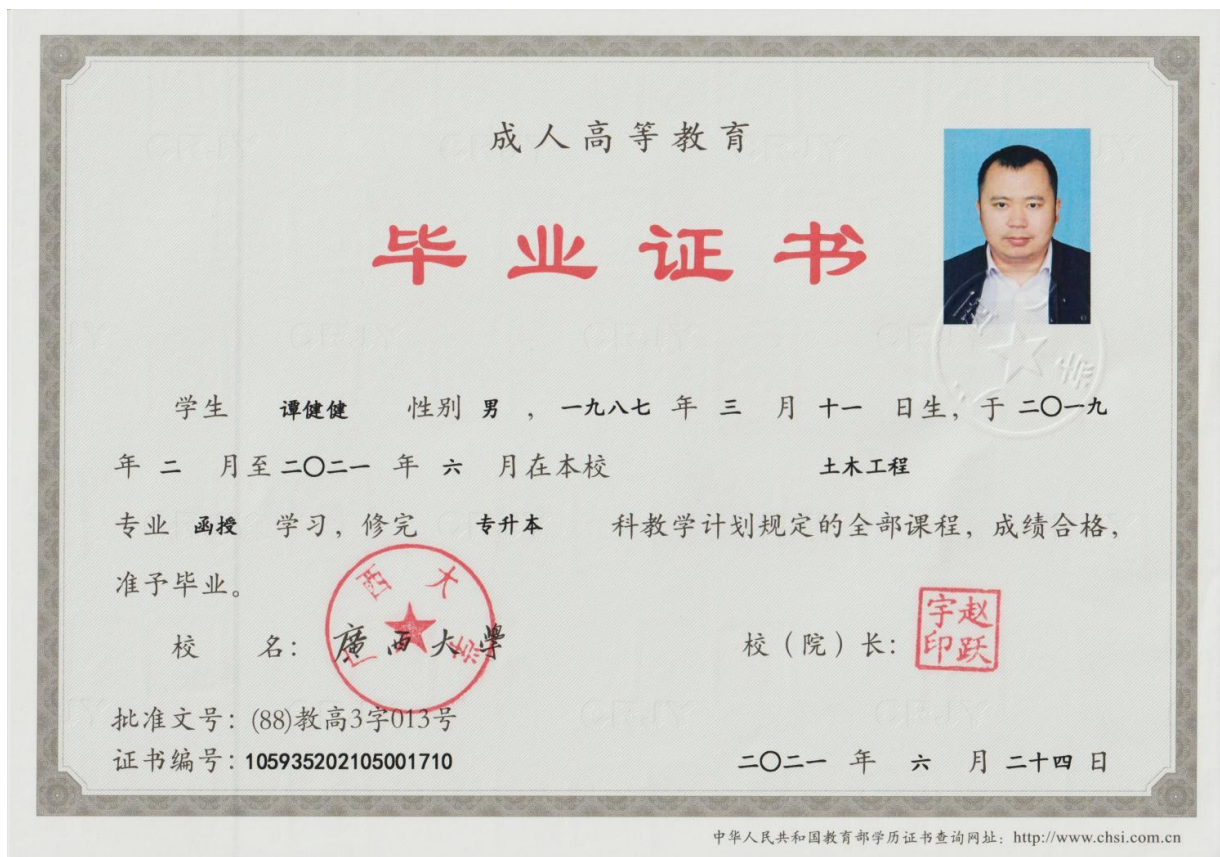 成人高等教育
毕业证书
学生 谭健健 性别 男 ，一九八七 年 三 月 十一 日生，于 二〇一九
年 二 月至 二〇二一 年 六 月在本校 土木工程
专业 函授 学习，修完 专升本 科教学计划规定的全部课程，成绩合格，
准予毕业。
校 名：廣西大學
广西大学
校（院）长：
赵跃宇印
批准文号：(88)教高3字013号
证书编号：105935202105001710
二〇二一 年 六 月 二十四 日
中华人民共和国教育部学历证书查询网址：http://www.chsi.com.cn